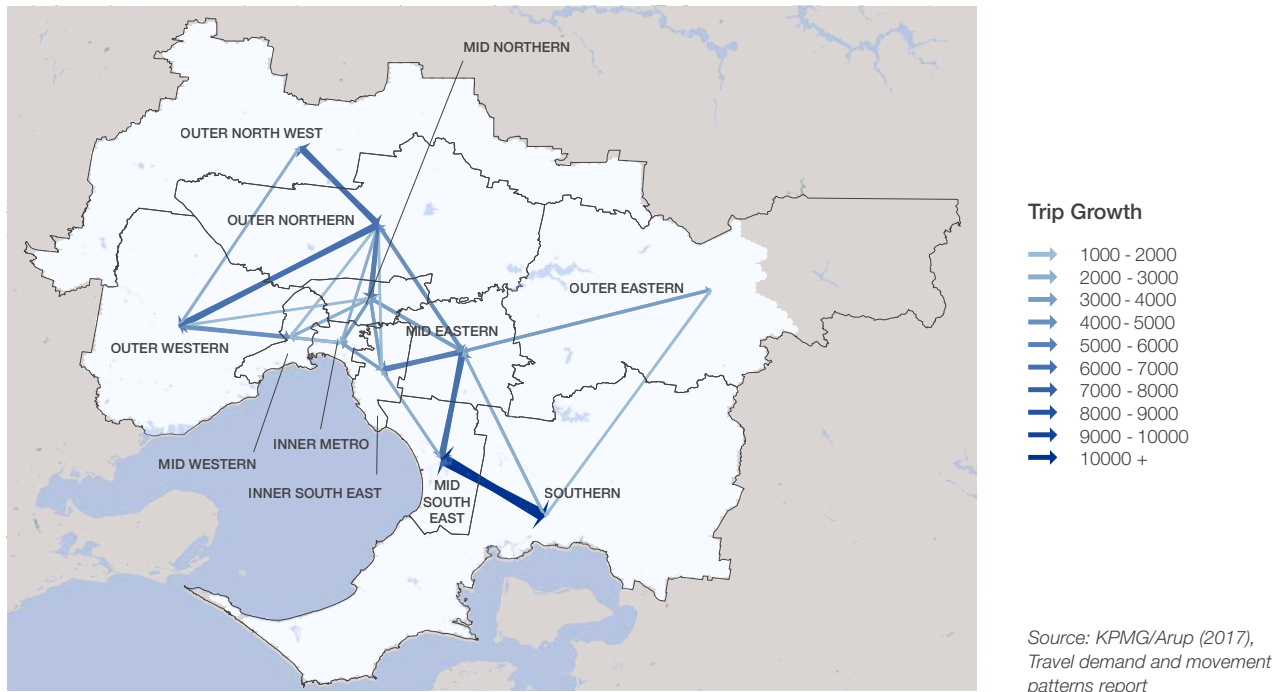 MID NORTHERN
OUTER NORTH WEST
OUTER NORTHERN
OUTER EASTERN
MID EASTERN
OUTER WESTERN
INNER METRO
MID WESTERN
INNER SOUTH EAST
MID
SOUTH
EAST
SOUTHERN
Trip Growth
1000 - 2000
2000 - 3000
3000 - 4000
4000 - 5000
5000 - 6000
6000 - 7000
7000 - 8000
8000 - 9000
9000 - 10000
10000 +
Source: KPMG/Arup (2017),
Travel demand and movement
patterns report